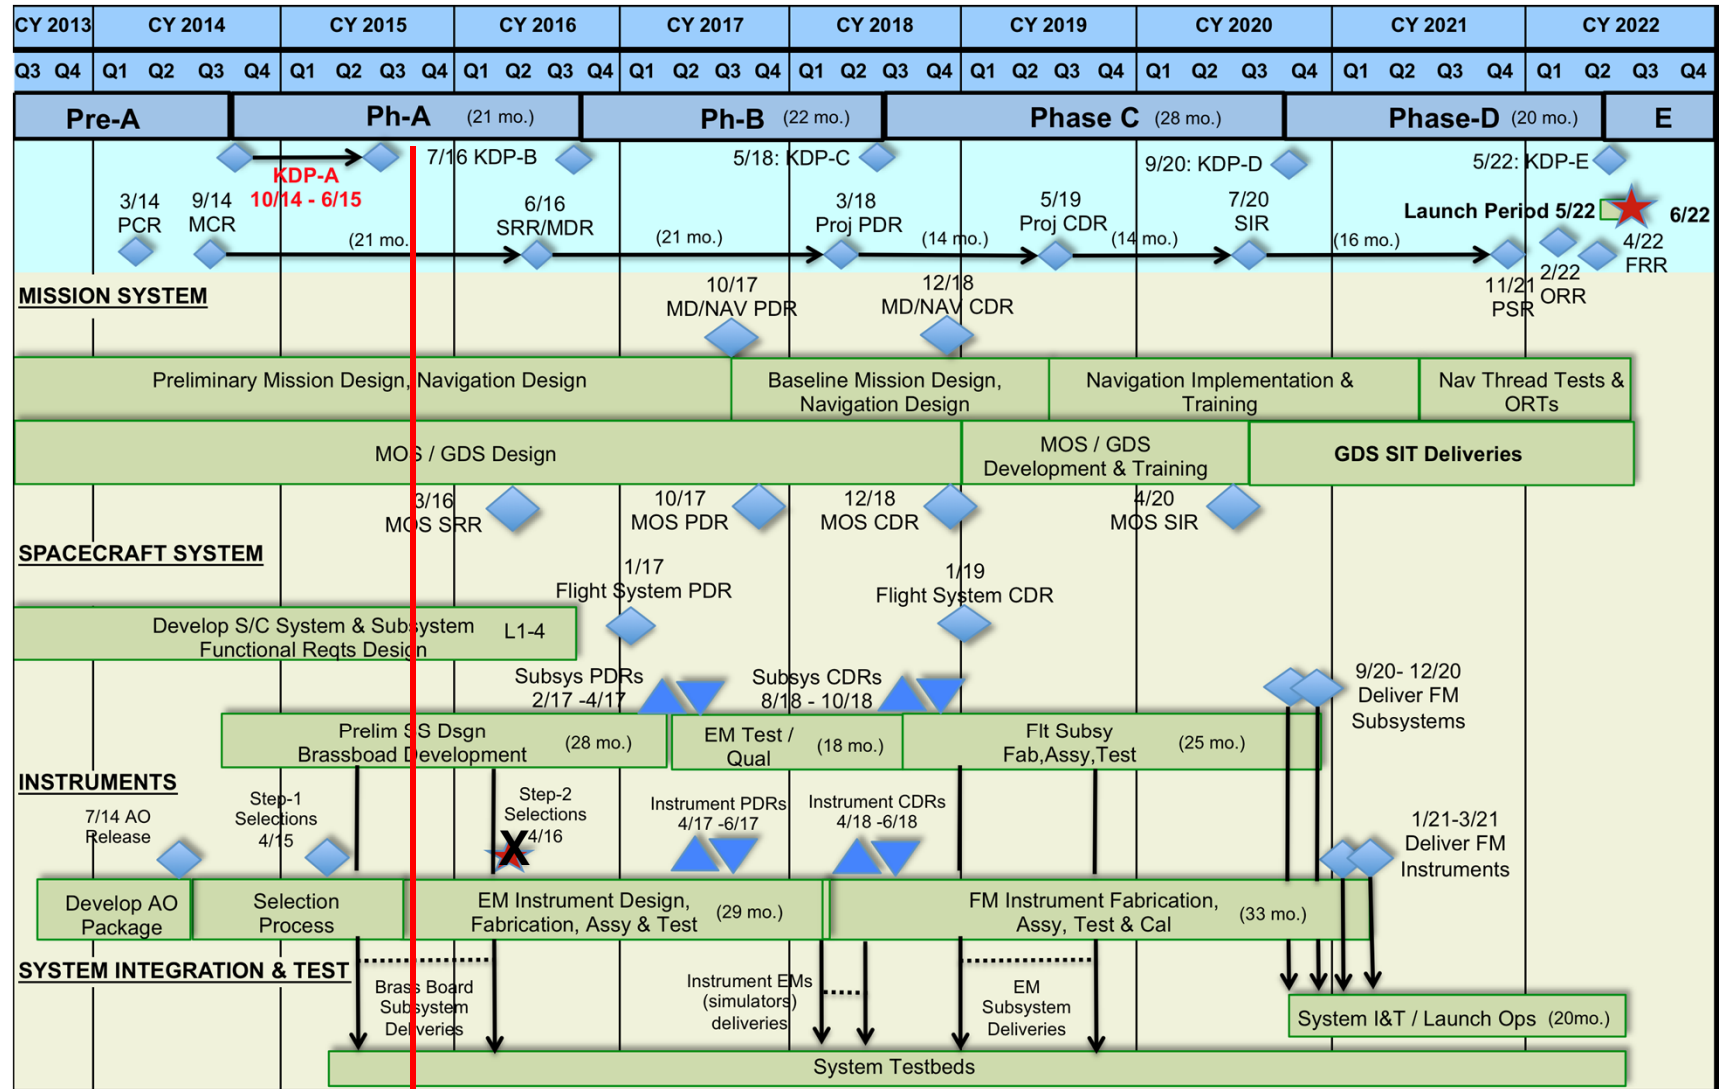 CY 2013 CY 2014 CY 2015 CY 2016 CY 2017 CY 2018 CY 2019 CY 2020 CY 2021 CY 2022
Q3 Q4 Q1 Q2 Q3 Q4 Q1 Q2 Q3 Q4 Q1 Q2 Q3 Q4 Q1 Q2 Q3 Q4 Q1 Q2 Q3 Q4 Q1 Q2 Q3 Q4 Q1 Q2 Q3 Q4 Q1 Q2 Q3 Q4 Q1 Q2 Q3 Q4
Pre-A Ph-A (21 mo.) Ph-B (22 mo.) Phase C (28 mo.) Phase-D (20 mo.) E
7/16 KDP-B 5/18: KDP-C 9/20: KDP-D 5/22: KDP-E
KDP-A
10/14 - 6/15
3/14
PCR
9/14
MCR
6/16
SRR/MDR
3/18
Proj PDR
5/19
Proj CDR
7/20
SIR
Launch Period 5/22 6/22
(21 mo. (21 mo.) (14 mo.) (14 mo.) (16 mo.)
11/21
PSR
2/22
ORR
4/22
FRR
MISSION SYSTEM
10/17
MD/NAV PDR
12/18
MD/NAV CDR
Preliminary Mission Design, Navigation Design
Baseline Mission Design,
Navigation Design
Navigation Implementation &
Training
Nav Thread Tests &
ORTs
MOS / GDS Design
MOS / GDS
Development & Training
GDS SIT Deliveries
3/16
MOS SRR
10/17
MOS PDR
12/18
MOS CDR
4/20
MOS SIR
SPACECRAFT SYSTEM
1/17
Flight System PDR
1/19
Flight System CDR
Develop S/C System & Subsystem
Functional Reqts Design
L1-4
Subsys PDRs
2/17 -4/17
Subsys CDRs
8/18 - 10/18
9/20- 12/20
Deliver FM
Subsystems
Prelim SS Dsgn
Brassboad Development
(28 mo.)
EM Test /
Qual
(18 mo.)
Flt Subsy
Fab,Assy,Test
(25 mo.)
INSTRUMENTS
7/14 AO
Release
Step-1
Selections
4/15
Step-2
Selections
4/16
X
Instrument PDRs
4/17 -6/17
Instrument CDRs
4/18 -6/18
1/21-3/21
Deliver FM
Instruments
Develop AO
Package
Selection
Process
EM Instrument Design,
Fabrication, Assy & Test
(29 mo.)
FM Instrument Fabrication,
Assy, Test & Cal
(33 mo.)
SYSTEM INTEGRATION & TEST
Brass Board
Subsystem
Deliveries
Instrument EMs
(simulators)
deliveries
EM
Subsystem
Deliveries
System I&T / Launch Ops (20mo.)
System Testbeds